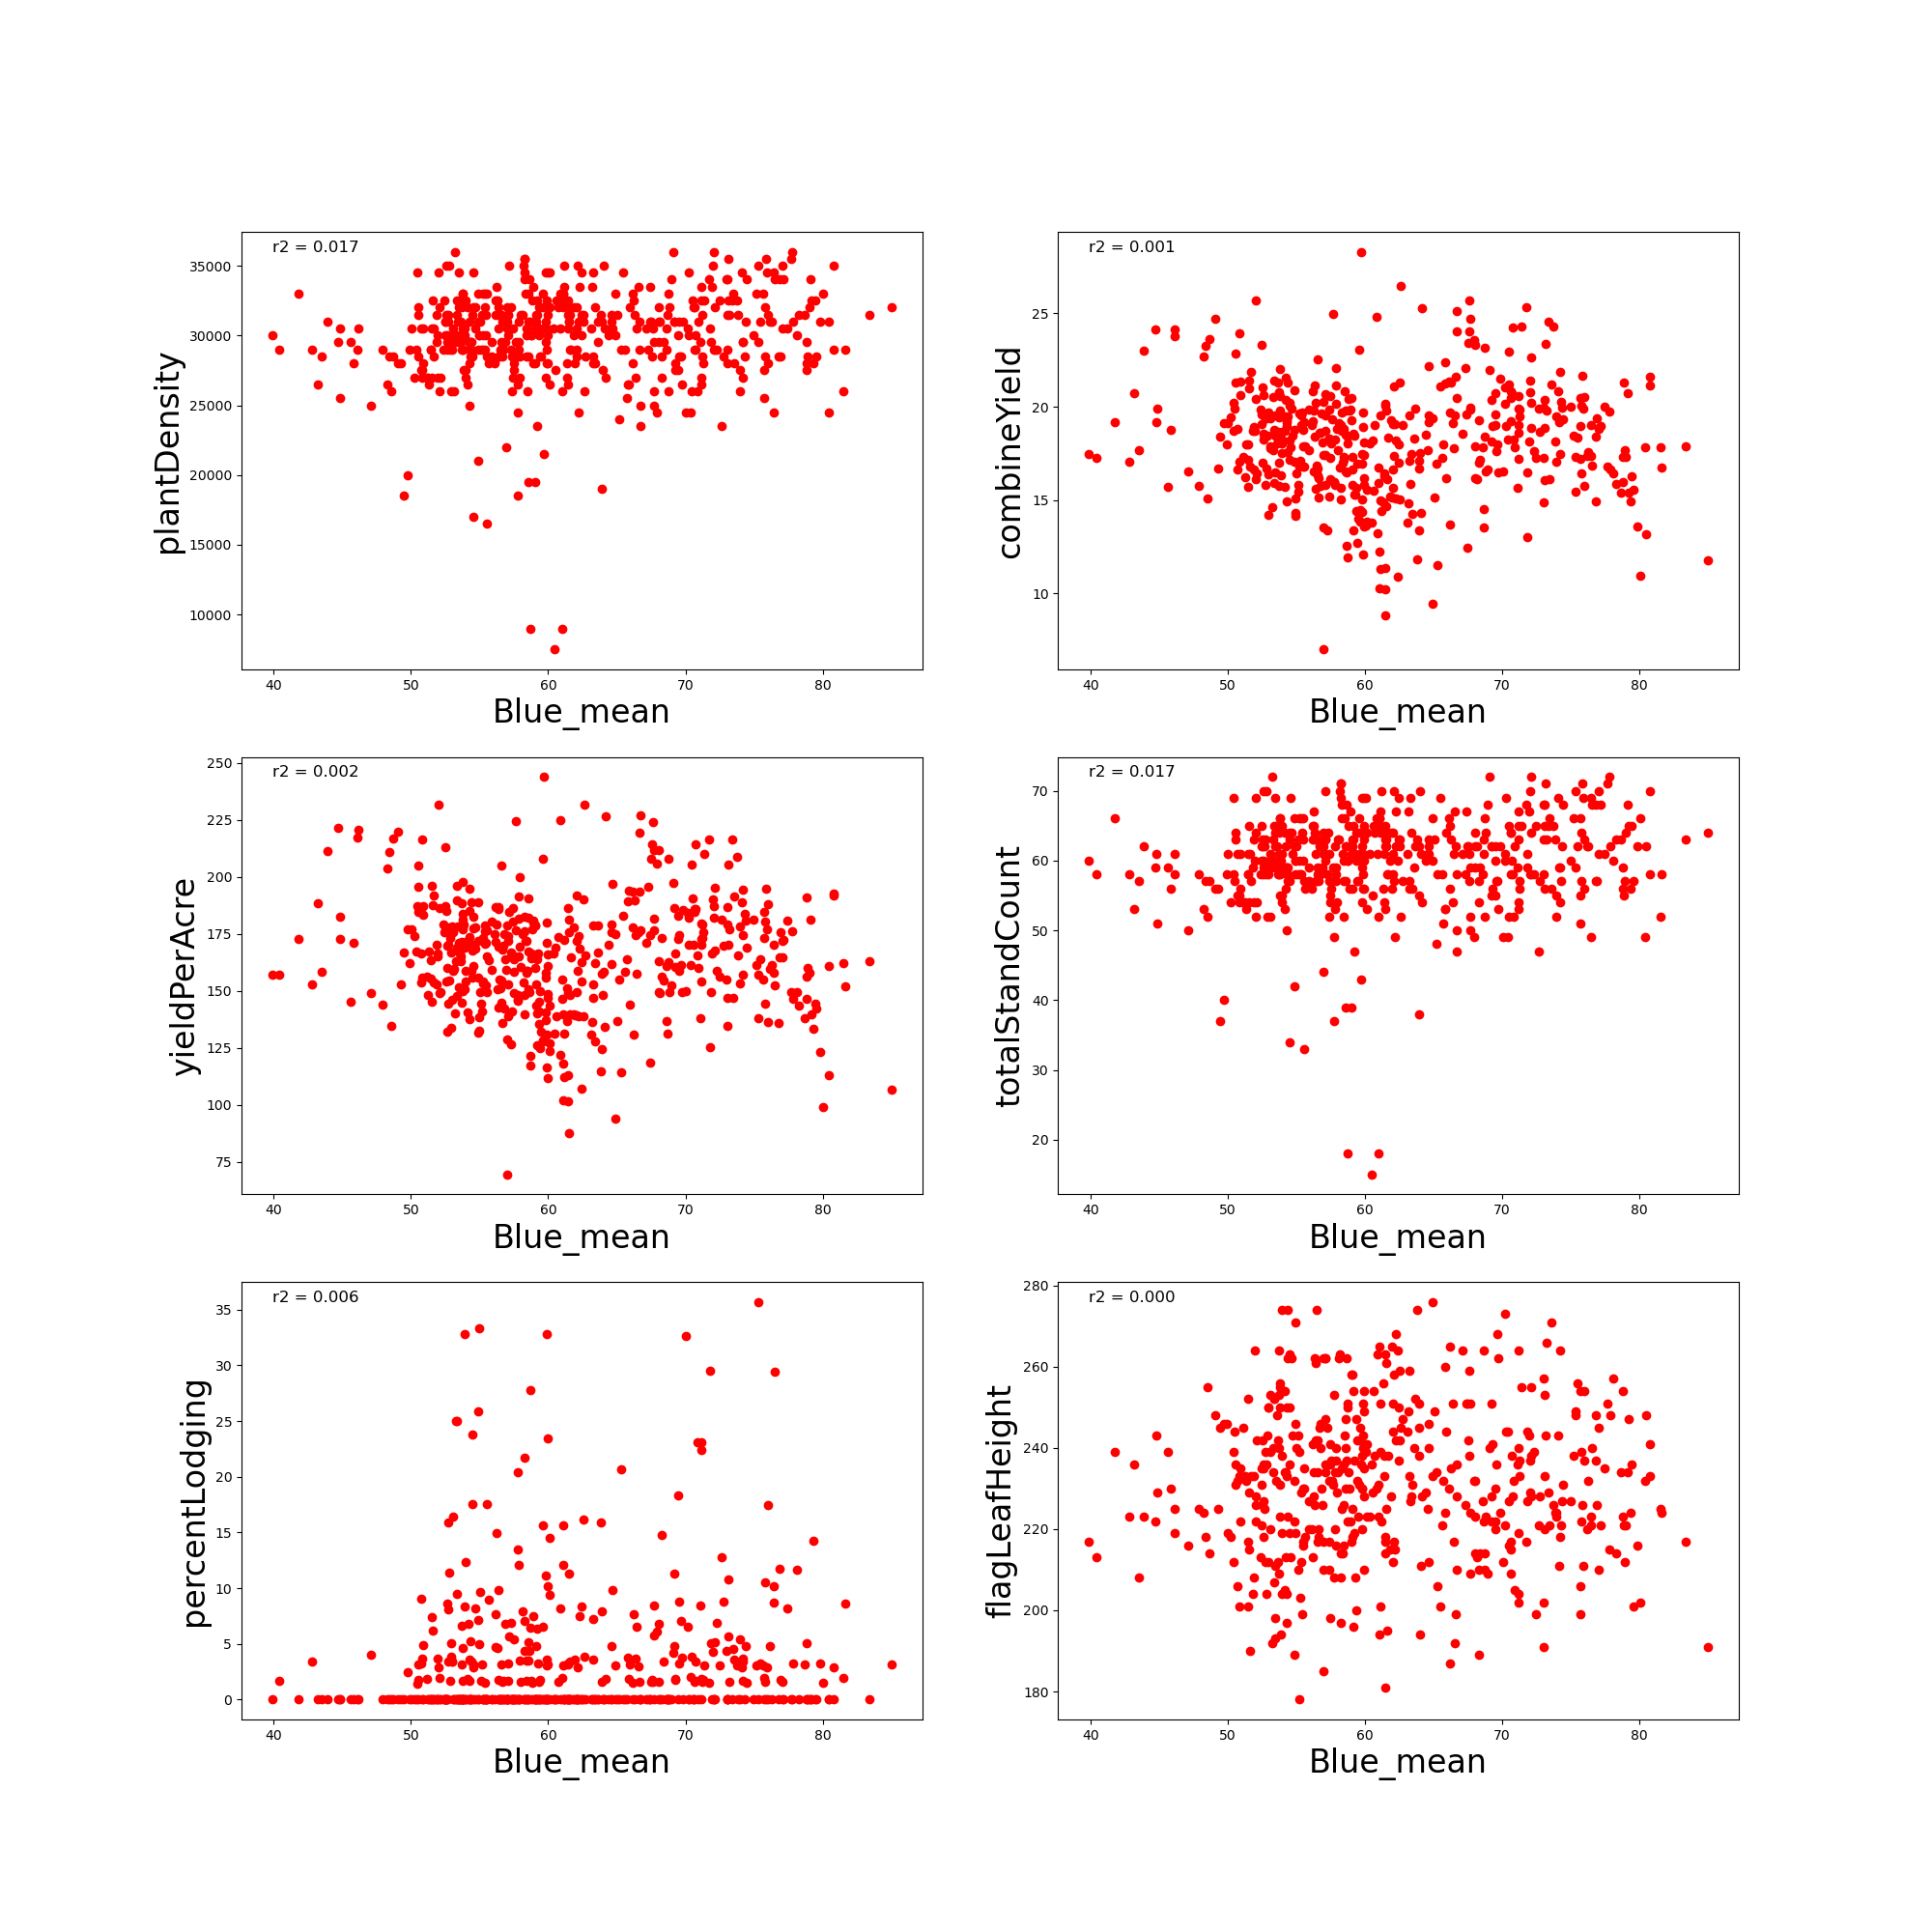 r2 = 0.017
35000
30000
25000
20000
15000
10000
plantDensity
40 50 60 70 80
Blue_mean
r2 = 0.001
25
20
15
10
combineYield
40 50 60 70 80
Blue_mean
r2 = 0.002
250
225
200
175
150
125
100
75
yieldPerAcre
40 50 60 70 80
Blue_mean
r2 = 0.017
70
60
50
40
30
20
totalStandCount
40 50 60 70 80
Blue_mean
r2 = 0.006
35
30
25
20
15
10
5
0
percentLodging
40 50 60 70 80
Blue_mean
r2 = 0.000
280
260
240
220
200
180
flagLeafHeight
40 50 60 70 80
Blue_mean